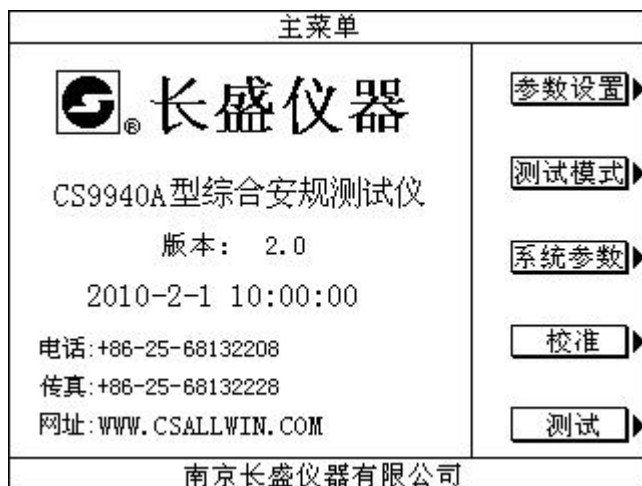 主菜单
®长盛仪器
CS9940A型综合安规测试仪
版本： 2.0
2010-2-1 10:00:00
电话:+86-25-68132208
传真:+86-25-68132228
网址:WWW.CSALLWIN.COM
参数设置
测试模式
系统参数
校准
测试
南京长盛仪器有限公司